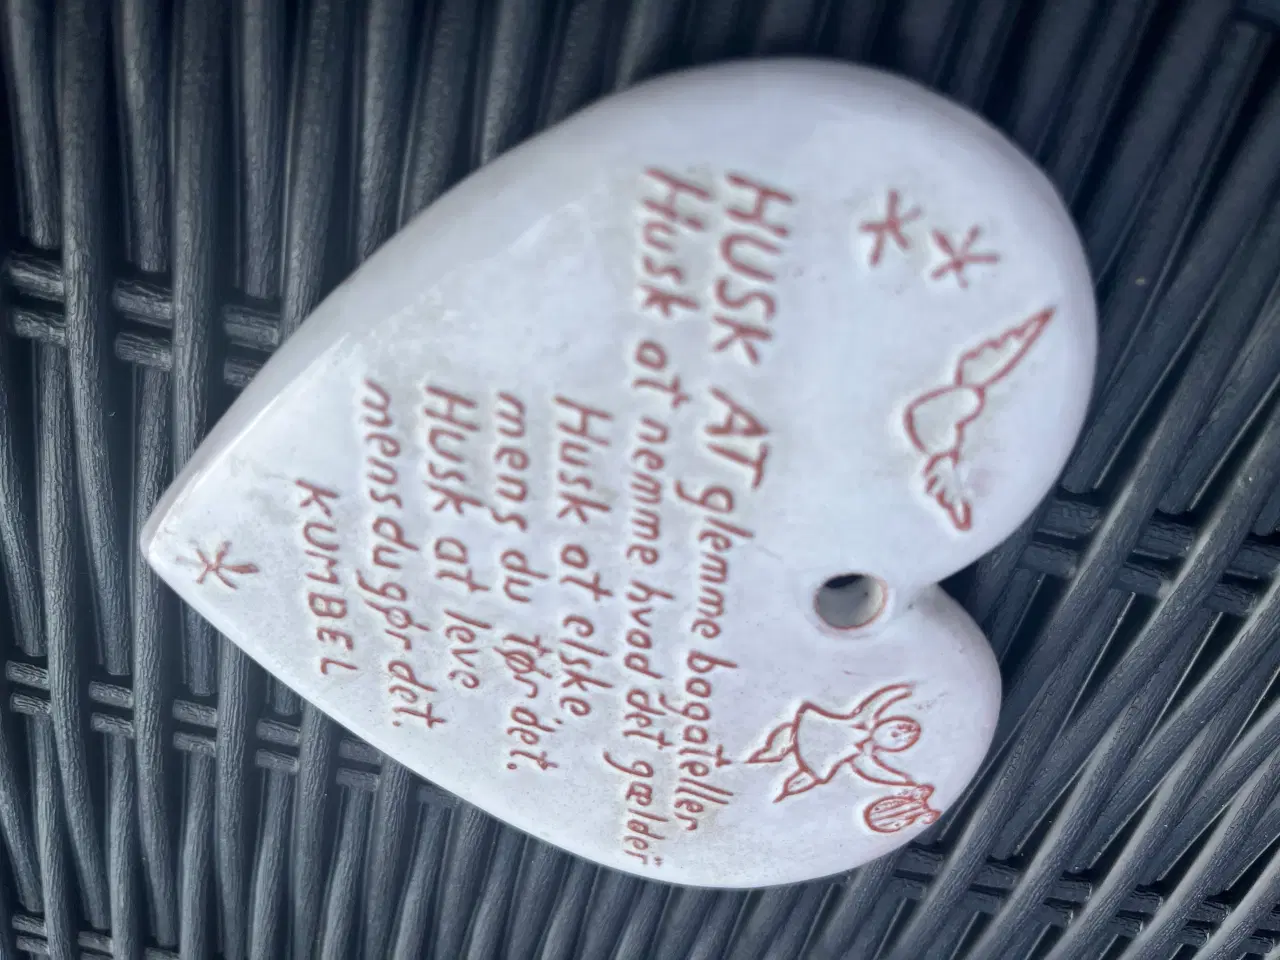 HUSK AT glemme bagateller
Husk at nemme hvad det gælder
Husk at elske
mens du tør det.
Husk at leve
mens du gør det.
KUMBEL